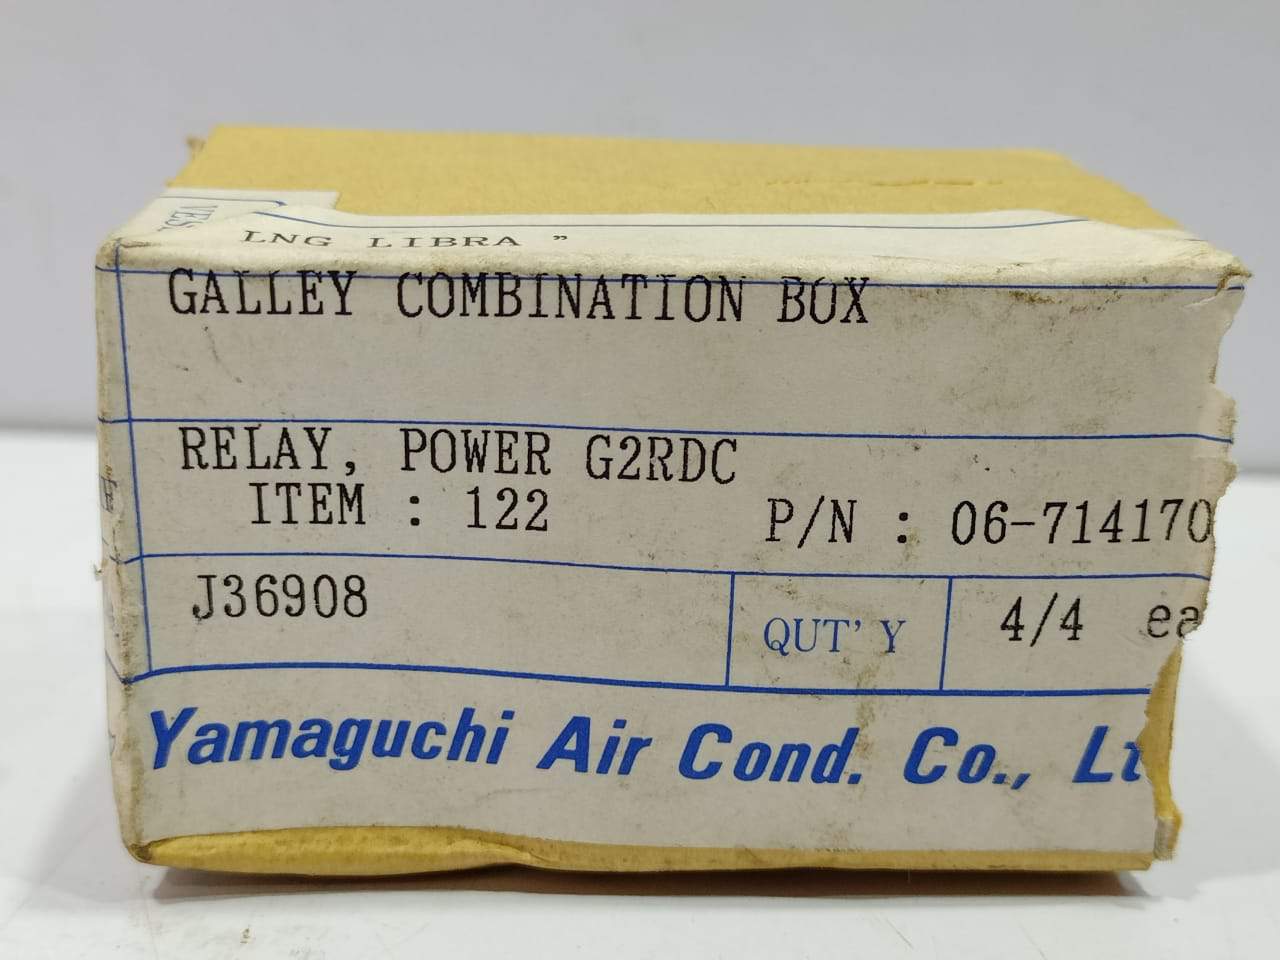 LNG LIBRA "
GALLEY COMBINATION BOX
RELAY, POWER G2RDC
ITEM : 122 P/N : 06-714170
J36908 QUT'Y 4/4 ea
Yamaguchi Air Cond. Co.,